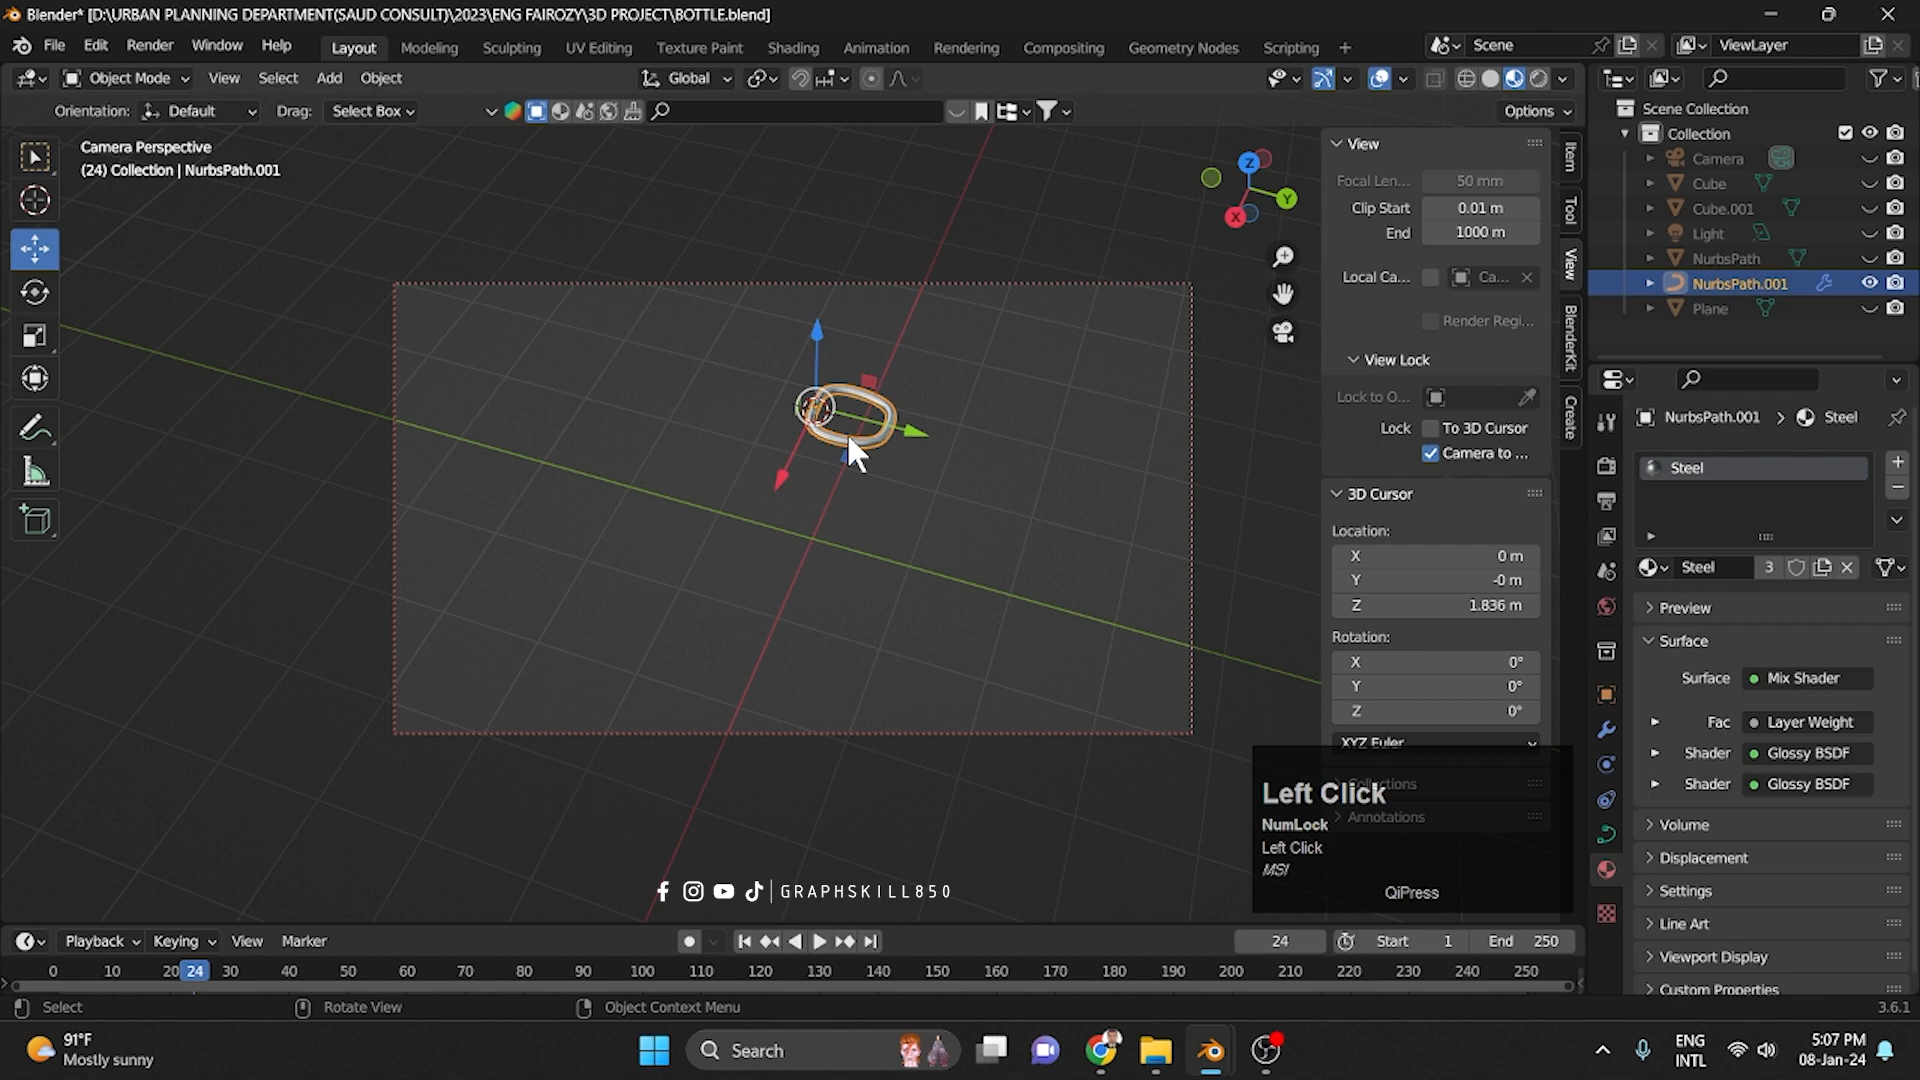 Blender* [D:\URBAN PLANNING DEPARTMENT(SAUD CONSULT)\2023\ENG FAIROZY\3D PROJECT\BOTTLE.blend]
File Edit Render Window Help Layout Modeling Sculpting UV Editing Texture Paint Shading Animation Rendering Compositing Geometry Nodes Scripting + Scene ViewLayer
Object Mode View Select Add Object Global
Orientation: Default Drag: Select Box Options
Camera Perspective
(24) Collection | NurbsPath.001
Z
Y
X
View
Focal Len... 50 mm
Clip Start 0.01 m
End 1000 m
Local Ca... Ca...
Render Regi...
View Lock
Lock to O...
Lock To 3D Cursor
Camera to ...
3D Cursor
Location:
X 0 m
Y -0 m
Z 1.836 m
Rotation:
X 0°
Y 0°
Z 0°
XYZ Euler
Collections
Annotations
Item
Tool
View
BlenderKit
Create
Left Click
NumLock
Left Click
MSI
QiPress
GRAPHSKILL850
Scene Collection
Collection
Camera
Cube
Cube.001
Light
NurbsPath
NurbsPath.001
Plane
NurbsPath.001 > Steel
Steel
Steel 3
Preview
Surface
Surface Mix Shader
Fac Layer Weight
Shader Glossy BSDF
Shader Glossy BSDF
Volume
Displacement
Settings
Line Art
Viewport Display
Custom Properties
Playback Keying View Marker 24 Start 1 End 250
0 10 20 24 30 40 50 60 70 80 90 100 110 120 130 140 150 160 170 180 190 200 210 220 230 240 250
Select Rotate View Object Context Menu 3.6.1
91°F
Mostly sunny
Search
ENG
INTL
5:07 PM
08-Jan-24